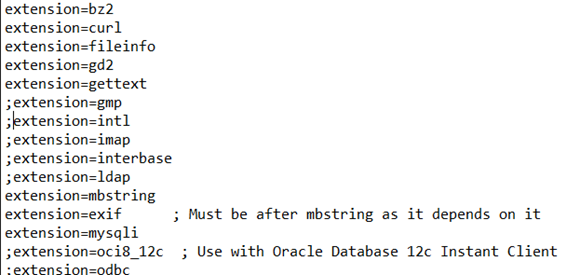 extension=bz2
extension=curl
extension=fileinfo
extension=gd2
extension=gettext
;extension=gmp
;extension=intl
;extension=imap
;extension=interbase
;extension=ldap
extension=mbstring
extension=exif      ; Must be after mbstring as it depends on it
extension=mysqli
;extension=oci8_12c  ; Use with Oracle Database 12c Instant Client
;extension=odbc